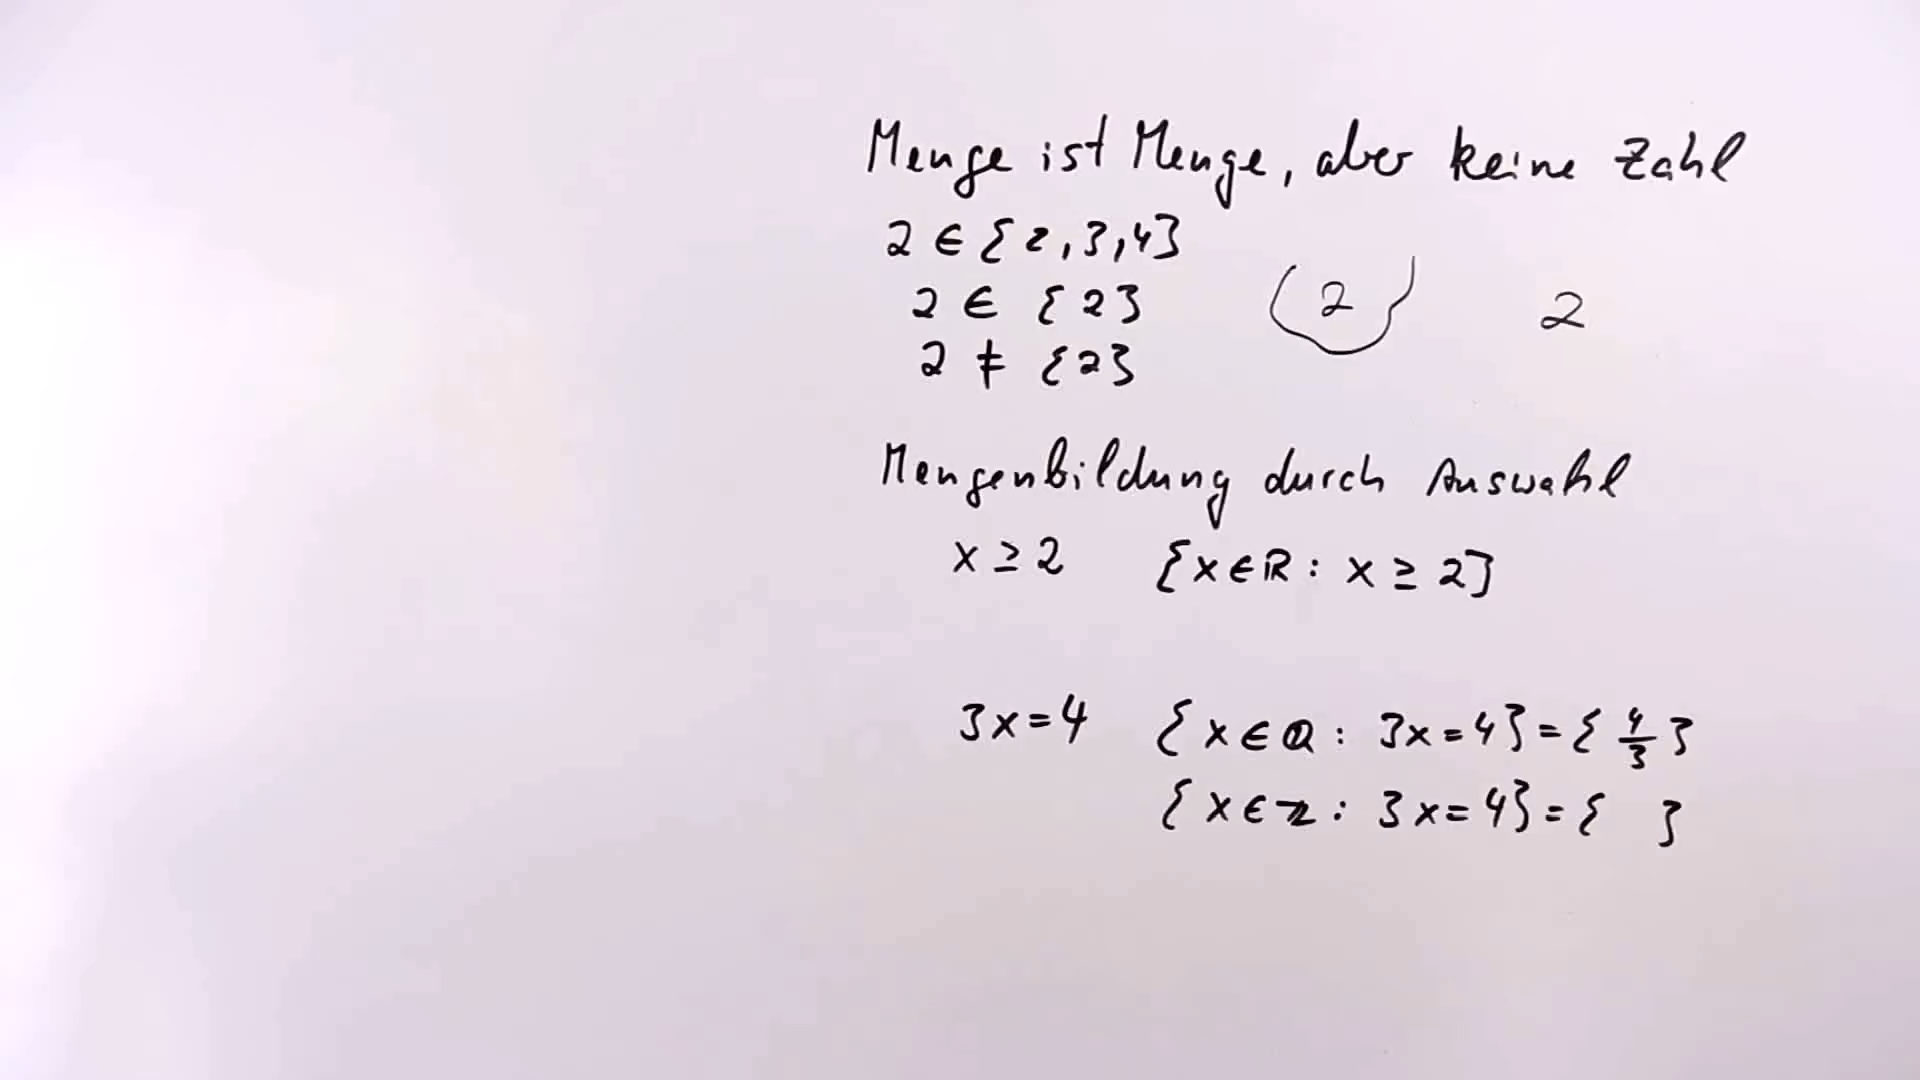 Menge ist Menge, aber keine Zahl
2 ∈ {2,3,4}
2 ∈ {2} 2 2
2 ≠ {2}
Mengenbildung durch Auswahl
x ≥ 2 {x∈ℝ: x ≥ 2}
3x=4 {x∈ℚ: 3x=4}={4/3}
{x∈ℤ: 3x=4}={ }